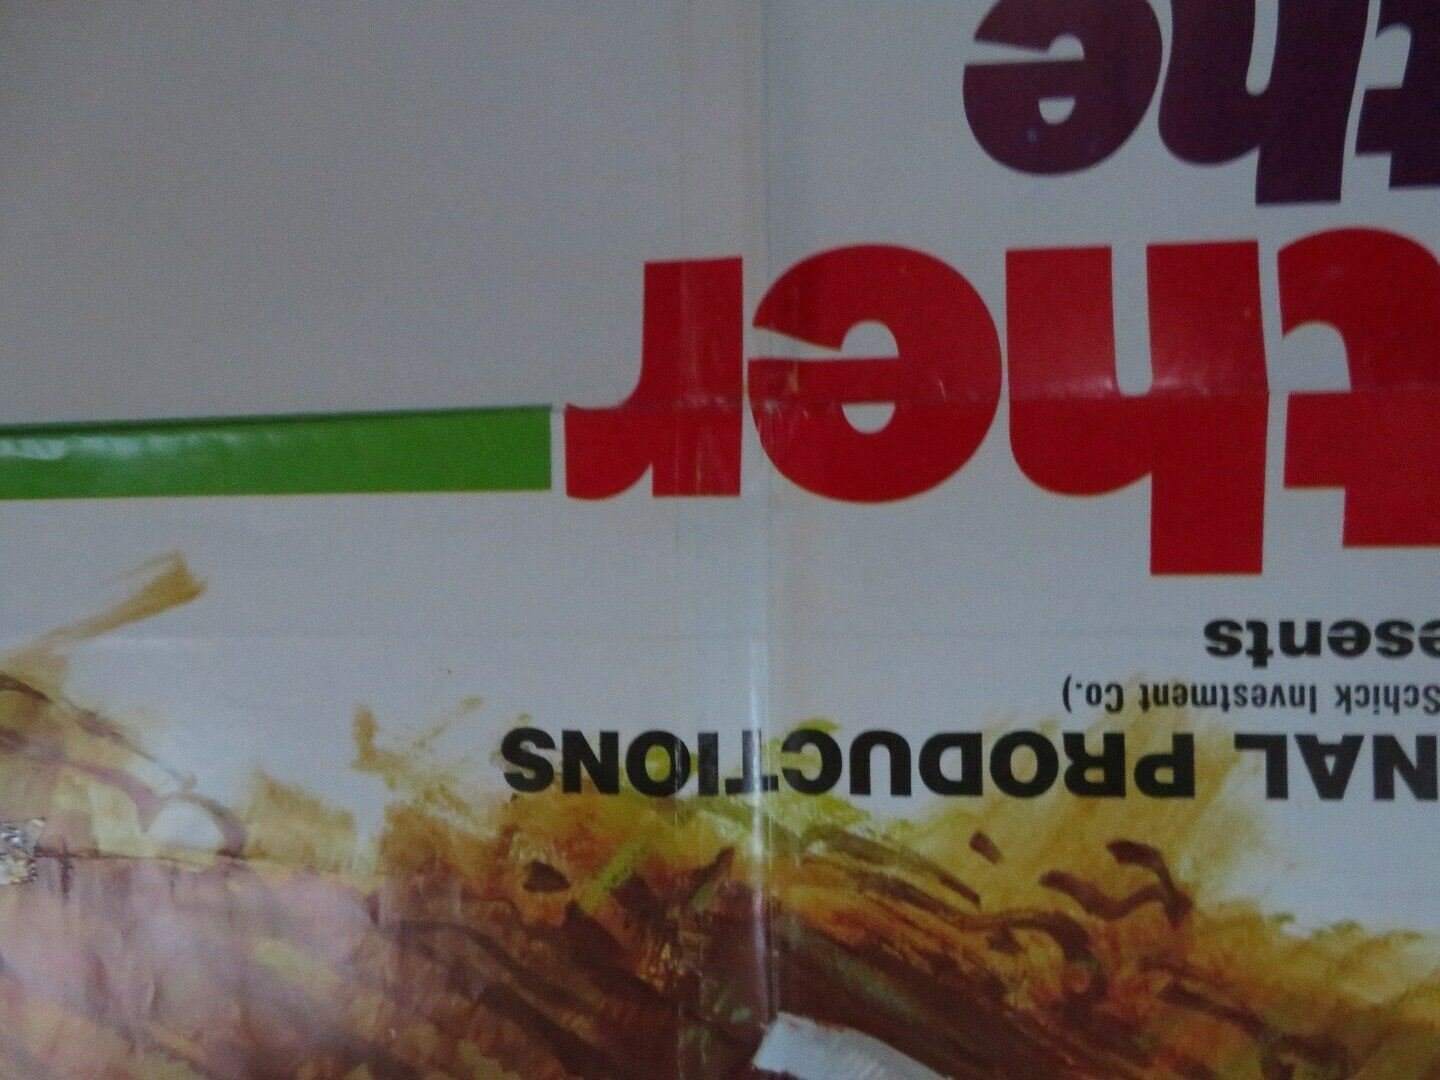 NAL PRODUCTIONS
Schick Investment Co.)
esents
ther
the